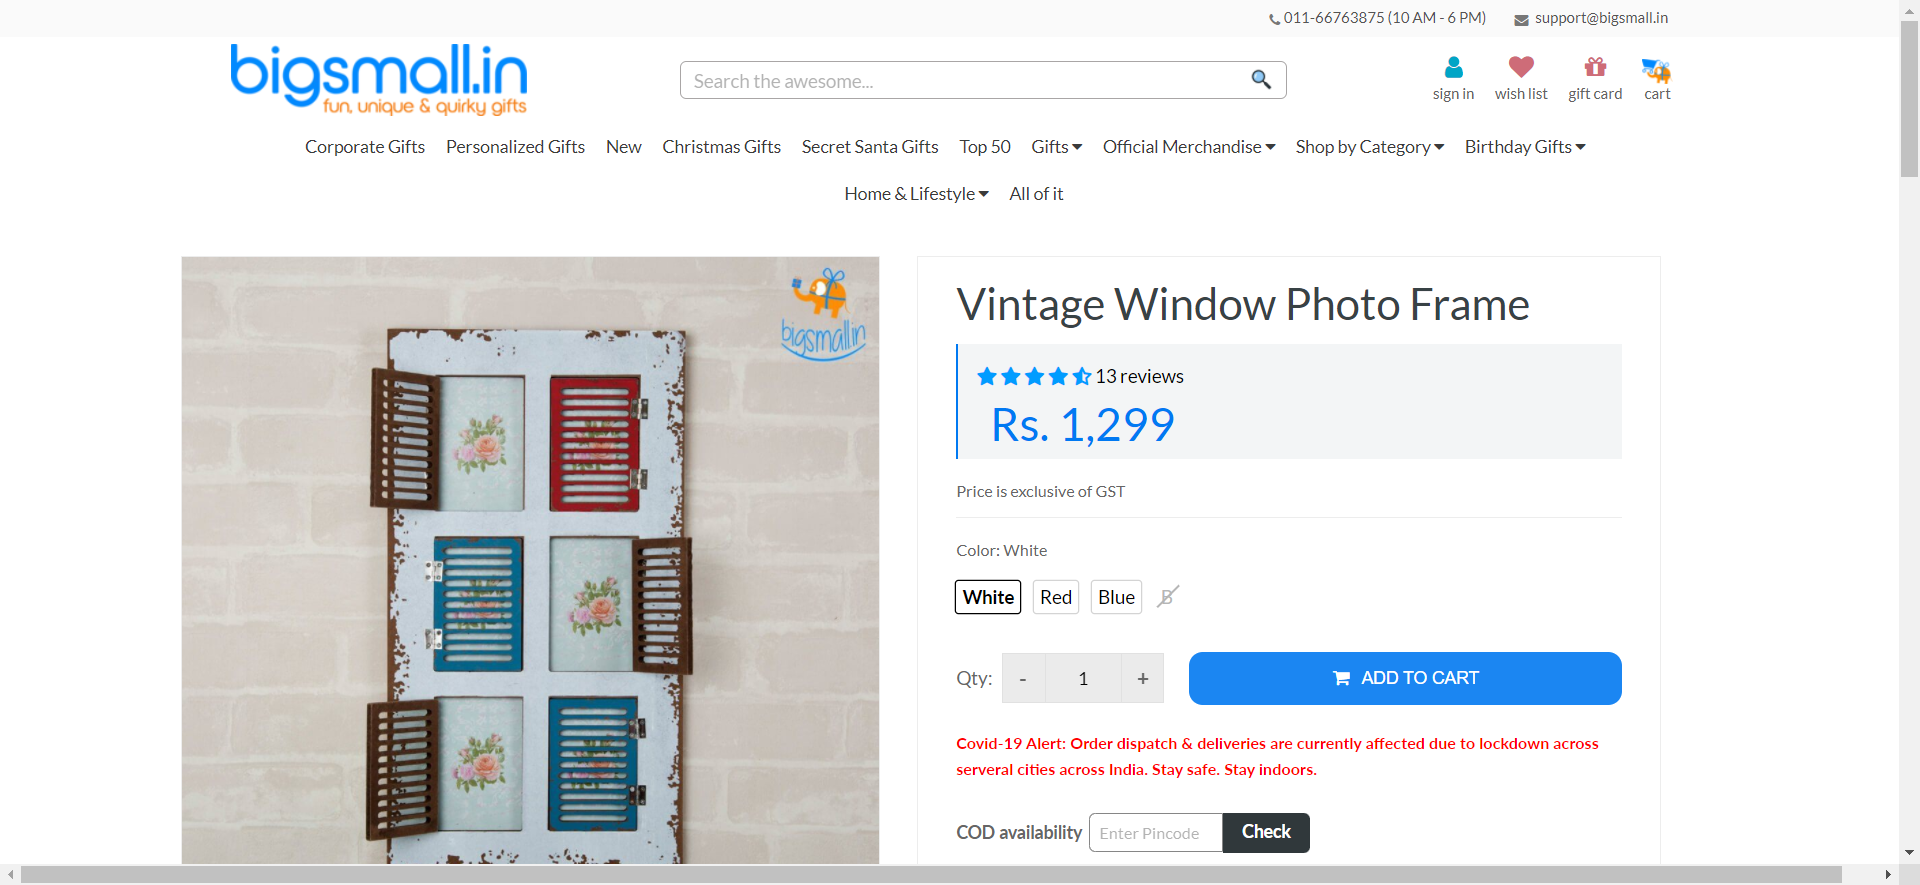 011-66763875 (10 AM - 6 PM) support@bigsmall.in
bigsmall.in
fun, unique & quirky gifts
Search the awesome...
sign in wish list gift card cart
Corporate Gifts Personalized Gifts New Christmas Gifts Secret Santa Gifts Top 50 Gifts Official Merchandise Shop by Category Birthday Gifts
Home & Lifestyle All of it
bigsmall.in
Vintage Window Photo Frame
13 reviews
Rs. 1,299
Price is exclusive of GST
Color: White
White Red Blue B
Qty: - 1 + ADD TO CART
Covid-19 Alert: Order dispatch & deliveries are currently affected due to lockdown across
serveral cities across India. Stay safe. Stay indoors.
COD availability Enter Pincode Check